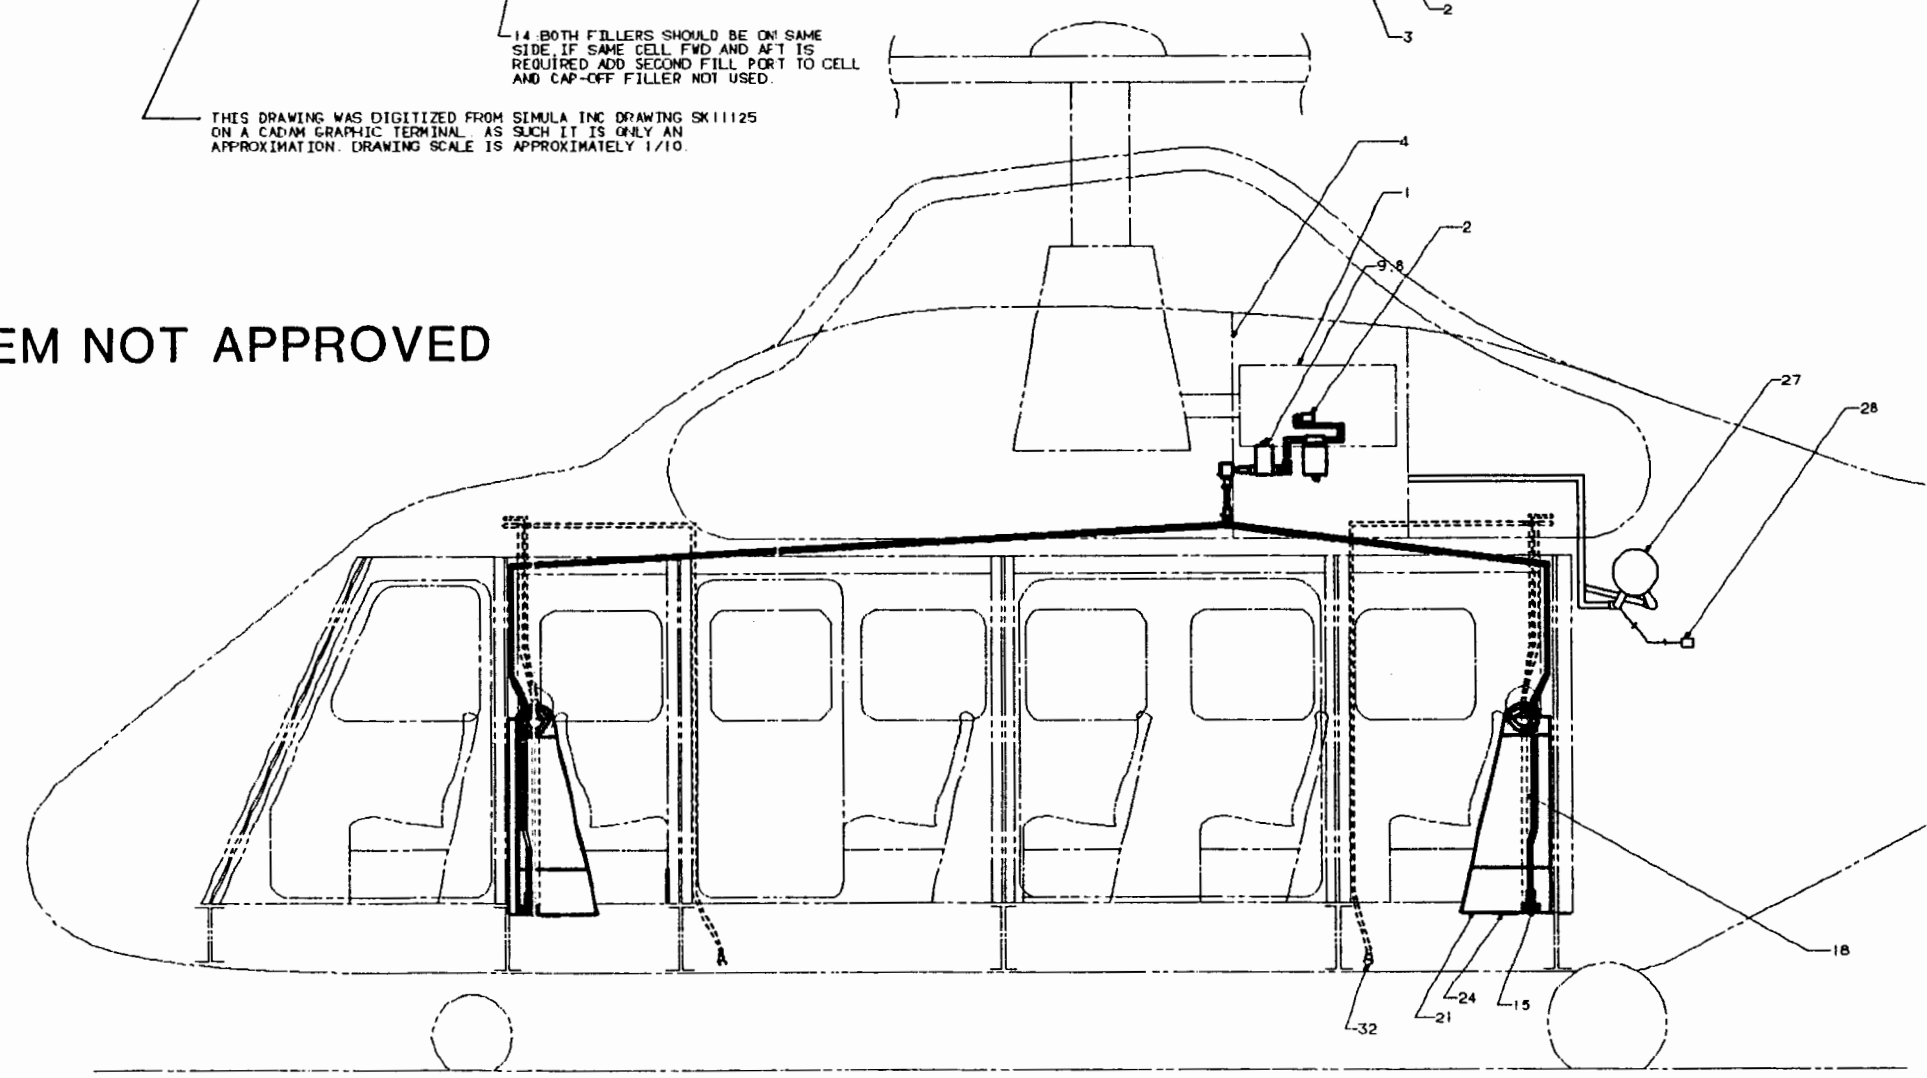 2
3
14 BOTH FILLERS SHOULD BE ON SAME
SIDE, IF SAME CELL FWD AND AFT IS
REQUIRED ADD SECOND FILL PORT TO CELL
AND CAP-OFF FILLER NOT USED.
THIS DRAWING WAS DIGITIZED FROM SIMULA INC DRAWING SK11125
ON A CADAM GRAPHIC TERMINAL. AS SUCH IT IS ONLY AN
APPROXIMATION. DRAWING SCALE IS APPROXIMATELY 1/10.
4
1
2
9,8
EM NOT APPROVED
27
28
18
24
15
21
32